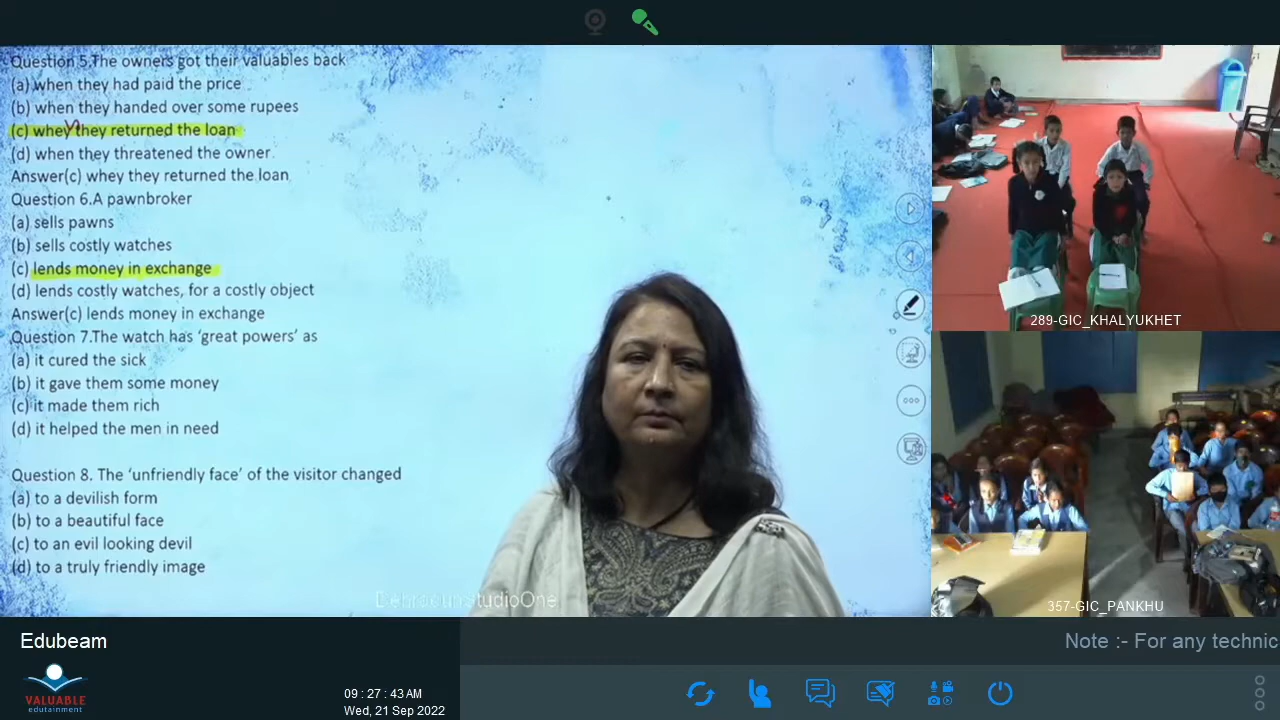 Question 5.The owners got their valuables back
(a) when they had paid the price
(b) when they handed over some rupees
(c) whey they returned the loan
(d) when they threatened the owner.
Answer(c) whey they returned the loan
Question 6.A pawnbroker
(a) sells pawns
(b) sells costly watches
(c) lends money in exchange
(d) lends costly watches, for a costly object
Answer(c) lends money in exchange
Question 7.The watch has ‘great powers’ as
(a) it cured the sick
(b) it gave them some money
(c) it made them rich
(d) it helped the men in need
Question 8. The ‘unfriendly face’ of the visitor changed
(a) to a devilish form
(b) to a beautiful face
(c) to an evil looking devil
(d) to a truly friendly image
DehradunStudioOne
289-GIC_KHALYUKHET
357-GIC_PANKHU
Edubeam
VALUABLE
edutainment
09 : 27 : 43 AM
Wed, 21 Sep 2022
Note :- For any technic